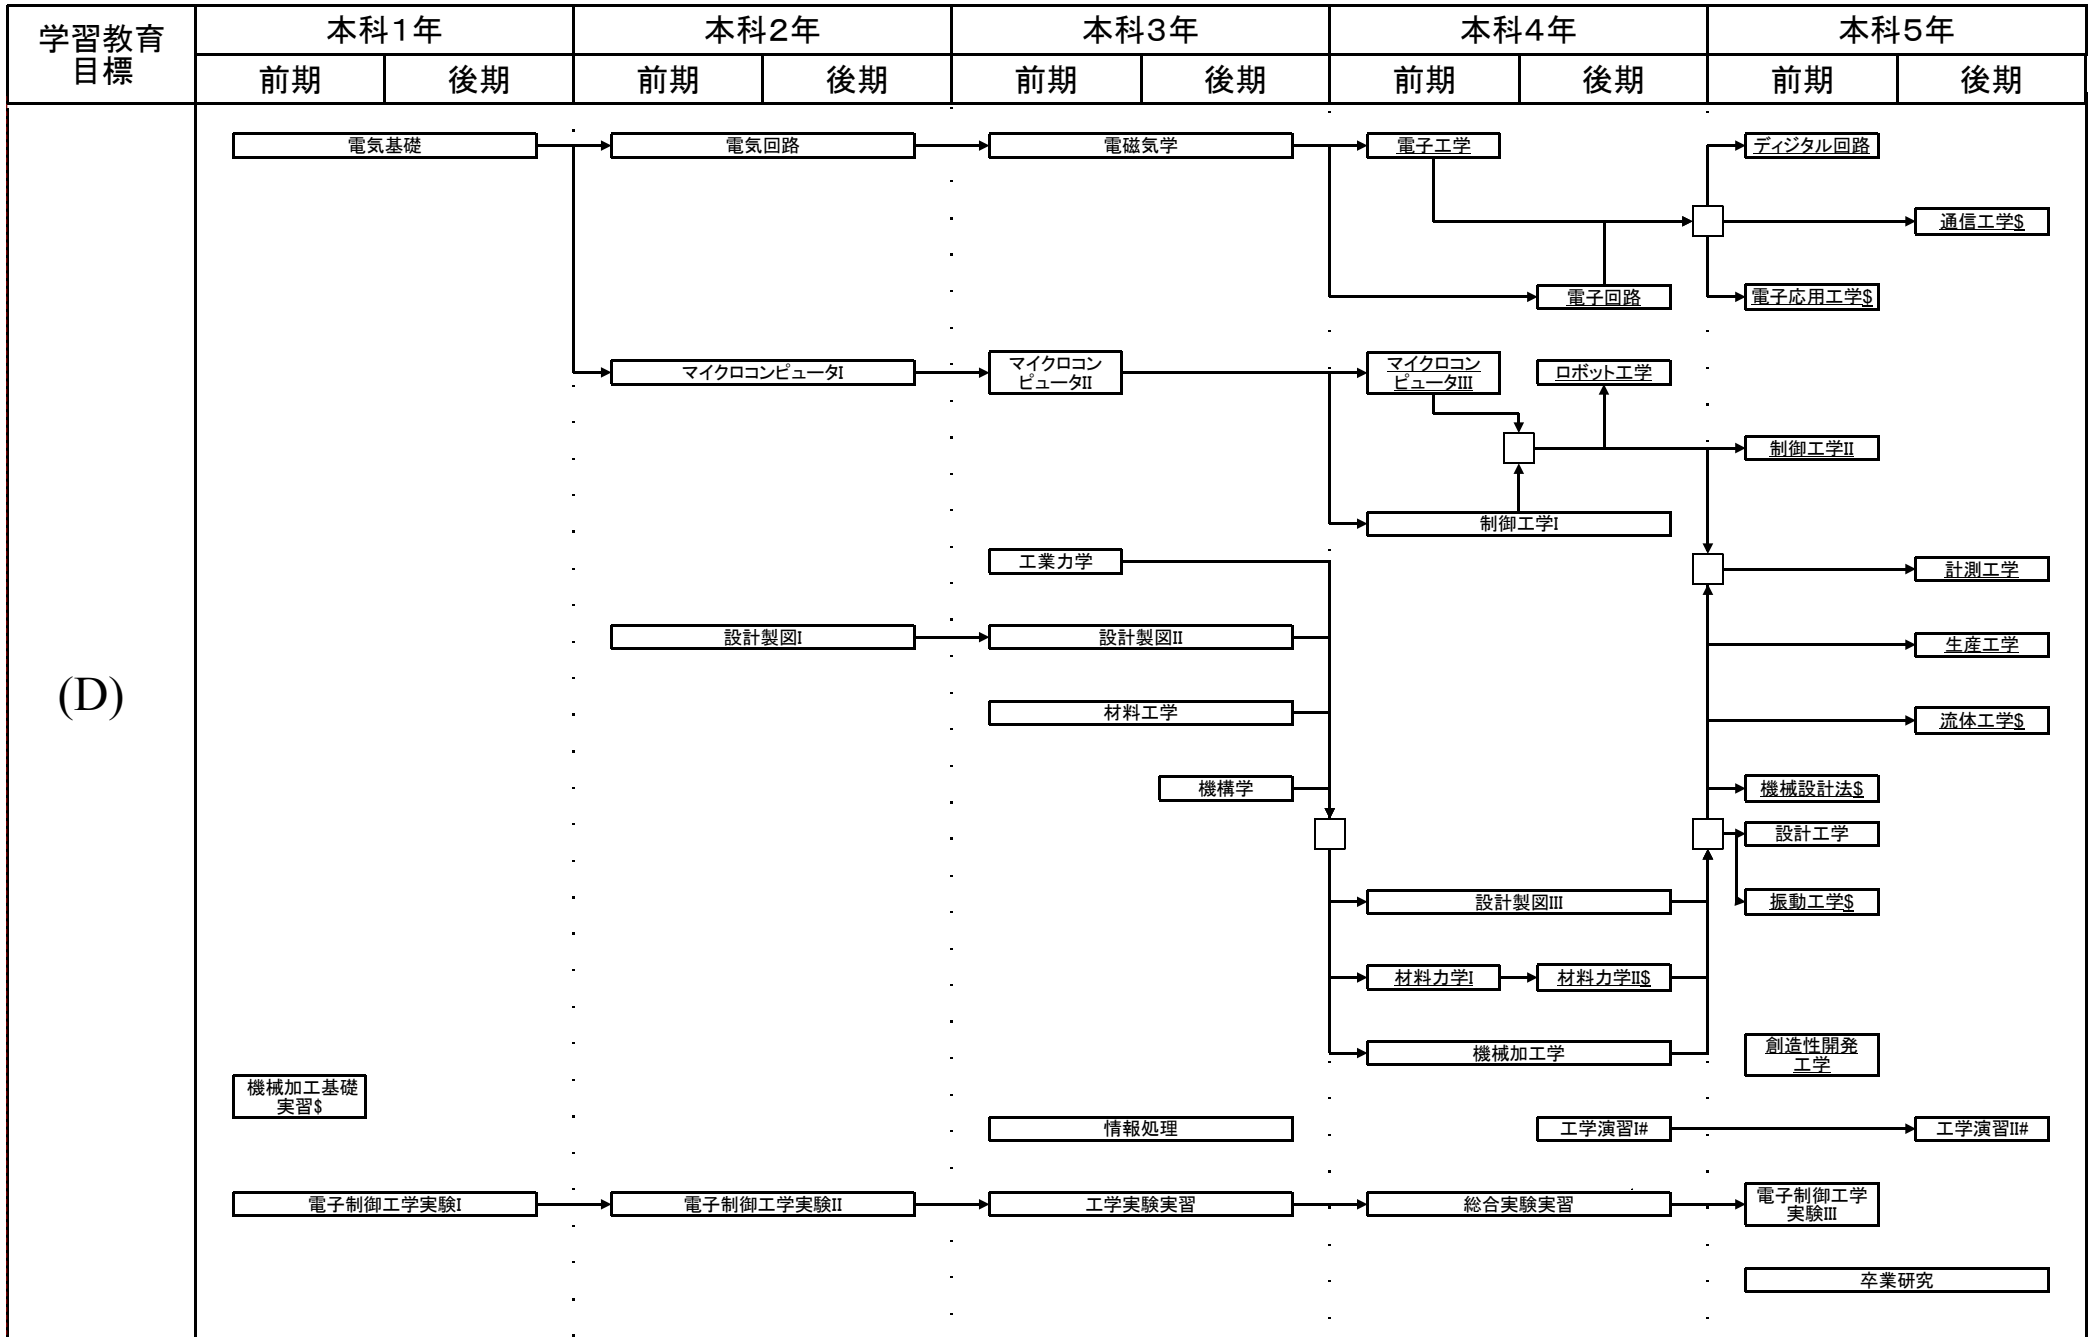 学習教育
目標
本科1年
本科2年
本科3年
本科4年
本科5年
前期
後期
前期
後期
前期
後期
前期
後期
前期
後期
(D)
電気基礎
電気回路
電磁気学
電子工学
ディジタル回路
通信工学$
電子回路
電子応用工学$
マイクロコンピュータI
マイクロコン
ピュータII
マイクロコン
ピュータIII
ロボット工学
制御工学II
制御工学I
工業力学
計測工学
設計製図I
設計製図II
生産工学
材料工学
流体工学$
機構学
機械設計法$
設計工学
設計製図III
振動工学$
材料力学I
材料力学II$
機械加工学
創造性開発
工学
機械加工基礎
実習$
情報処理
工学演習I#
工学演習II#
電子制御工学実験I
電子制御工学実験II
工学実験実習
総合実験実習
電子制御工学
実験III
卒業研究